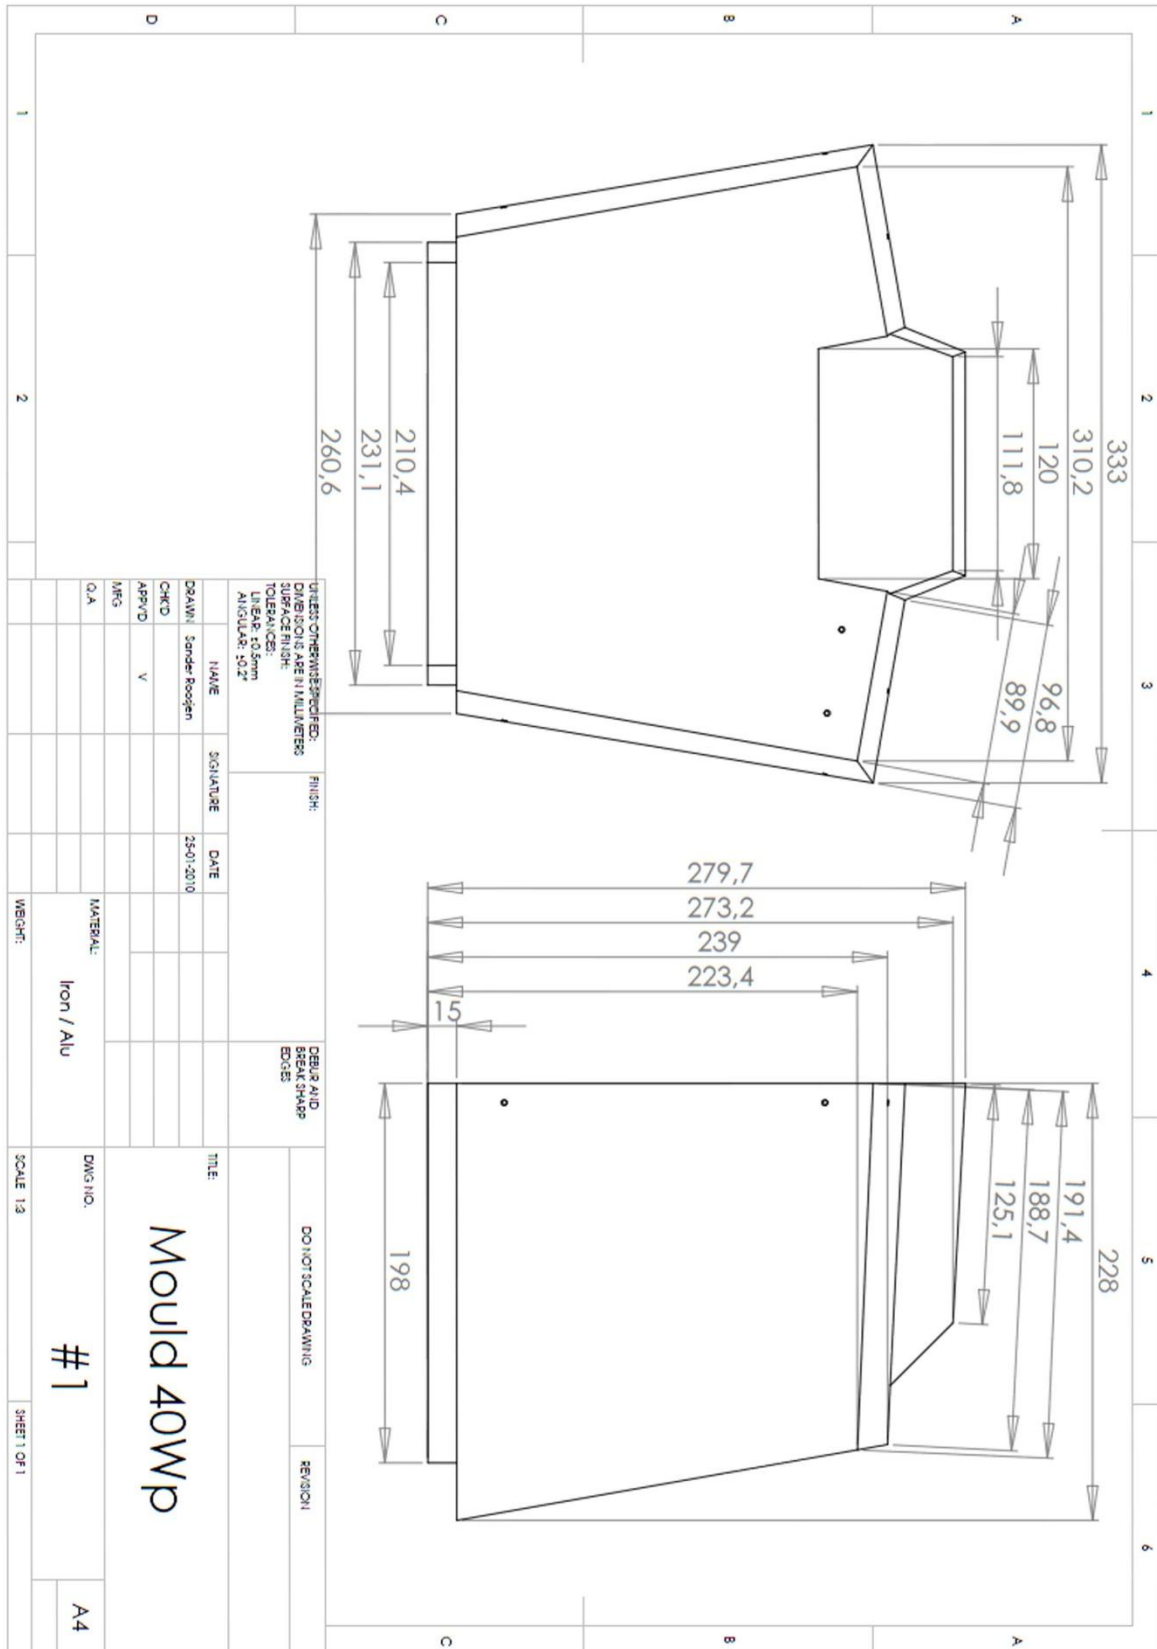 1
2
3
4
5
6
1
2
3
D
C
B
A
C
B
A
333
310,2
120
111,8
96,8
89,9
210,4
231,1
260,6
279,7
273,2
239
223,4
15
228
191,4
188,7
125,1
198
UNLESS OTHERWISE SPECIFIED:
DIMENSIONS ARE IN MILLIMETERS
SURFACE FINISH:
TOLERANCES:
LINEAR: ±0.5mm
ANGULAR: ±0.2°
FINISH:
DEBUR AND
BREAK SHARP
EDGES
DO NOT SCALE DRAWING
REVISION
NAME
SIGNATURE
DATE
DRAWN
Sander Roosjen
25-01-2010
CHK'D
APPV'D
V
MFG
Q.A
MATERIAL:
Iron / Alu
WEIGHT:
TITLE:
Mould 40Wp
DWG NO.
#1
A4
SCALE 1:3
SHEET 1 OF 1